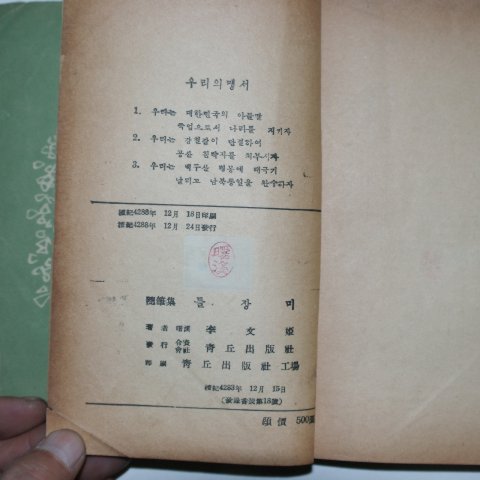 우리의맹서
1. 우리는 대한민국의 아들딸
죽엄으로서 나라를 지키자
2. 우리는 강철같이 단결하여
공산 침략자를 처부시자
3. 우리는 백두산 영봉에 태극기
날리고 남북통일을 완수하자
檀紀4288年 12月 18日印刷
檀紀4288年 12月 24日發行
隨筆集 들장미
著者 李文姬
發行 合資會社 靑丘出版社
印刷 靑丘出版社工場
檀紀4283年 12月 15日
頒價 500圜